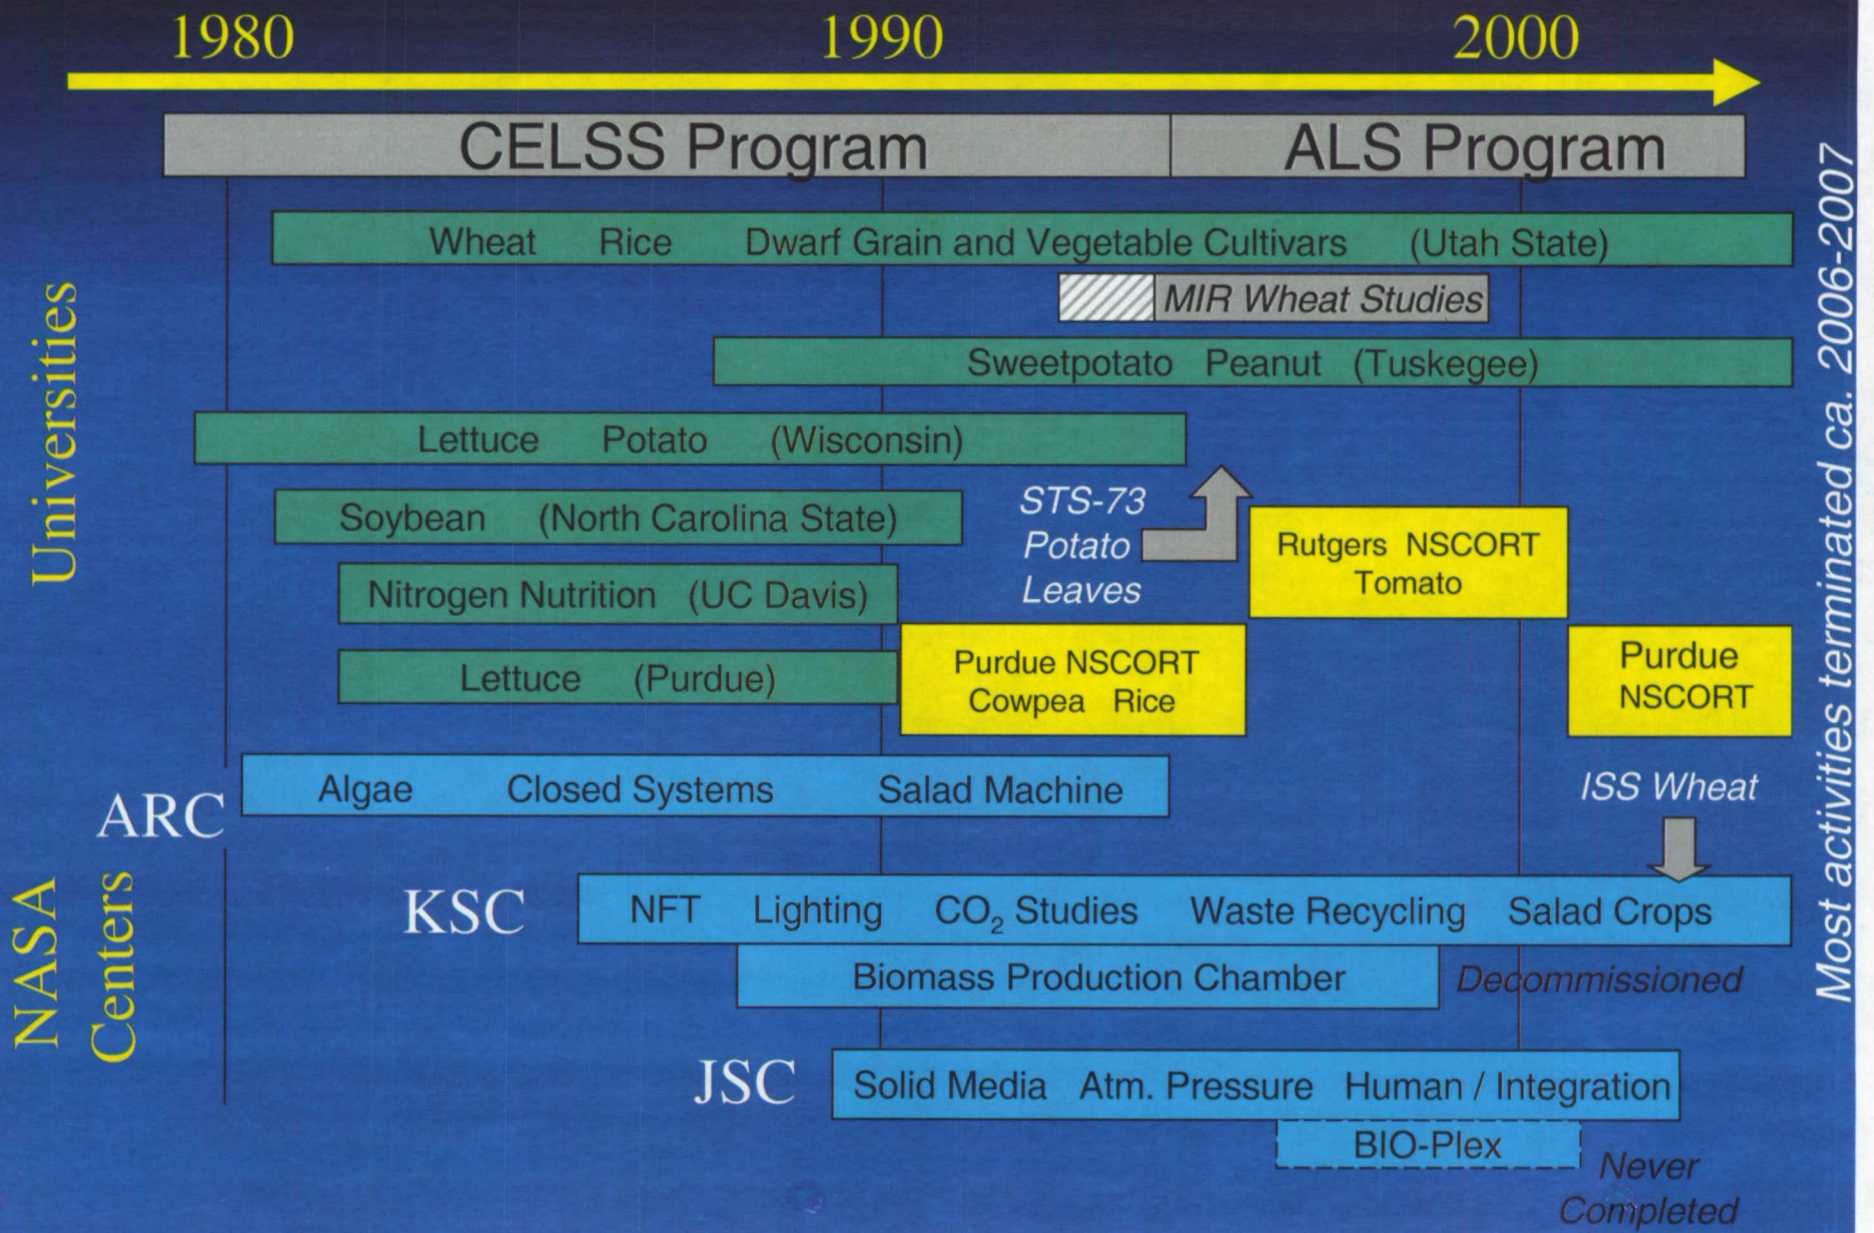 1980 1990 2000
CELSS Program ALS Program
Wheat Rice Dwarf Grain and Vegetable Cultivars (Utah State)
MIR Wheat Studies
Sweetpotato Peanut (Tuskegee)
Lettuce Potato (Wisconsin)
Soybean (North Carolina State)
STS-73
Potato
Leaves
Rutgers NSCORT
Tomato
Nitrogen Nutrition (UC Davis)
Lettuce (Purdue)
Purdue NSCORT
Cowpea Rice
Purdue
NSCORT
Universities
Algae Closed Systems Salad Machine
ARC
ISS Wheat
KSC
NFT Lighting CO₂ Studies Waste Recycling Salad Crops
Biomass Production Chamber
Decommissioned
NASA
Centers
JSC
Solid Media Atm. Pressure Human / Integration
BIO-Plex
Never
Completed
Most activities terminated ca. 2006-2007